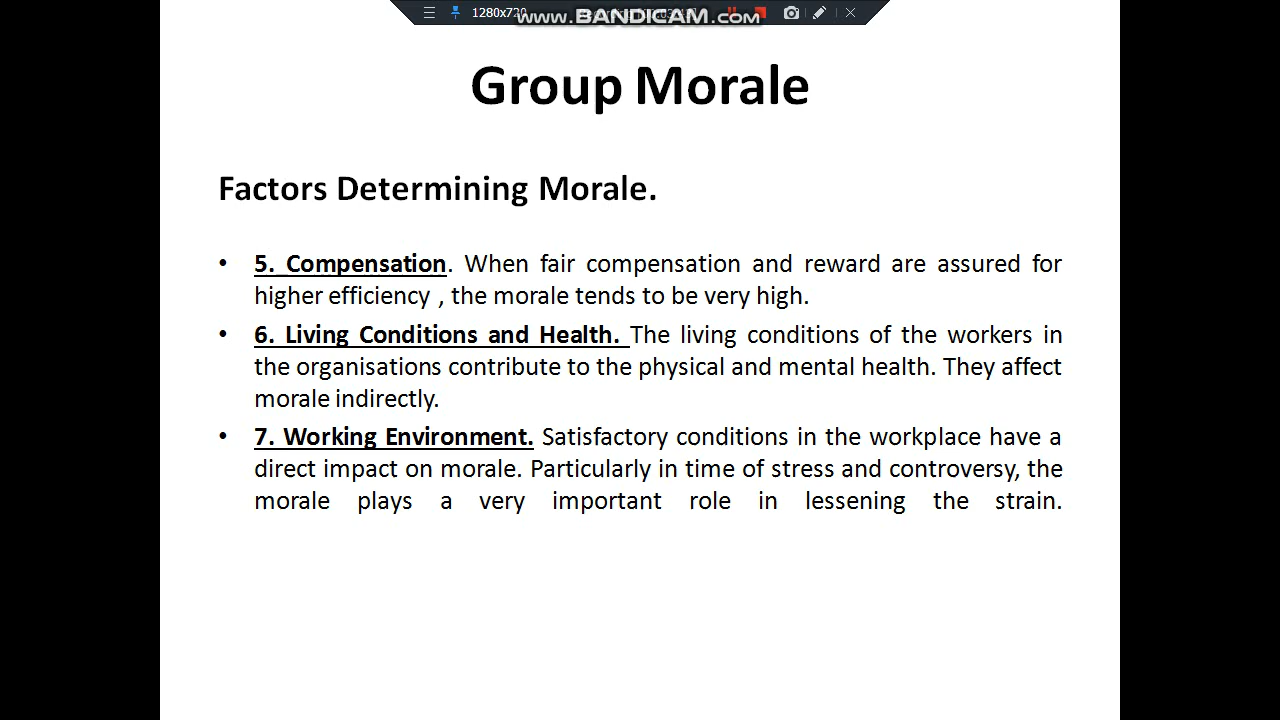 1280x720
www.BANDICAM.com
Group Morale
Factors Determining Morale.
• 5. Compensation. When fair compensation and reward are assured for
higher efficiency , the morale tends to be very high.
• 6. Living Conditions and Health. The living conditions of the workers in
the organisations contribute to the physical and mental health. They affect
morale indirectly.
• 7. Working Environment. Satisfactory conditions in the workplace have a
direct impact on morale. Particularly in time of stress and controversy, the
morale plays a very important role in lessening the strain.